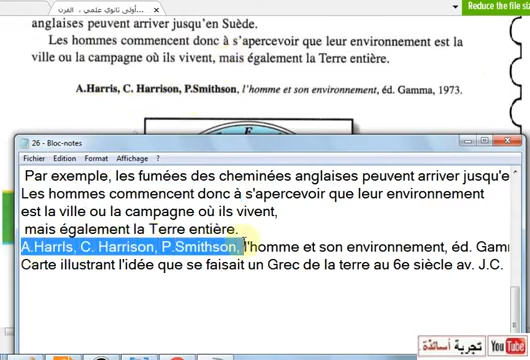 أولى ثانوي علمي ، الفرن...
Reduce the file siz
anglaises peuvent arriver jusqu'en Suède.
Les hommes commencent donc à s'apercevoir que leur environnement est la
ville ou la campagne où ils vivent, mais également la Terre entière.
A.Harris, C. Harrison, P.Smithson, l'homme et son environnement, éd. Gamma, 1973.
E
26 - Bloc-notes
Fichier Edition Format Affichage ?
Par exemple, les fumées des cheminées anglaises peuvent arriver jusqu'e
Les hommes commencent donc à s'apercevoir que leur environnement
est la ville ou la campagne où ils vivent,
mais également la Terre entière.
A.HarrIs, C. Harrison, P.Smithson, l'homme et son environnement, éd. Gam
Carte illustrant l'idée que se faisait un Grec de la terre au 6e siècle av. J.C.
تجربة أساتذة
YouTube